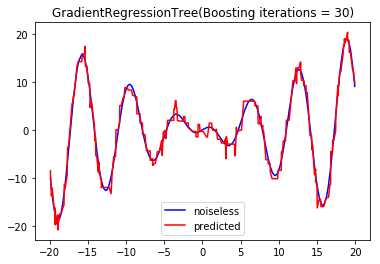 GradientRegressionTree(Boosting iterations = 30)
20
10
0
−10
−20
noiseless
predicted
−20 −15 −10 −5 0 5 10 15 20